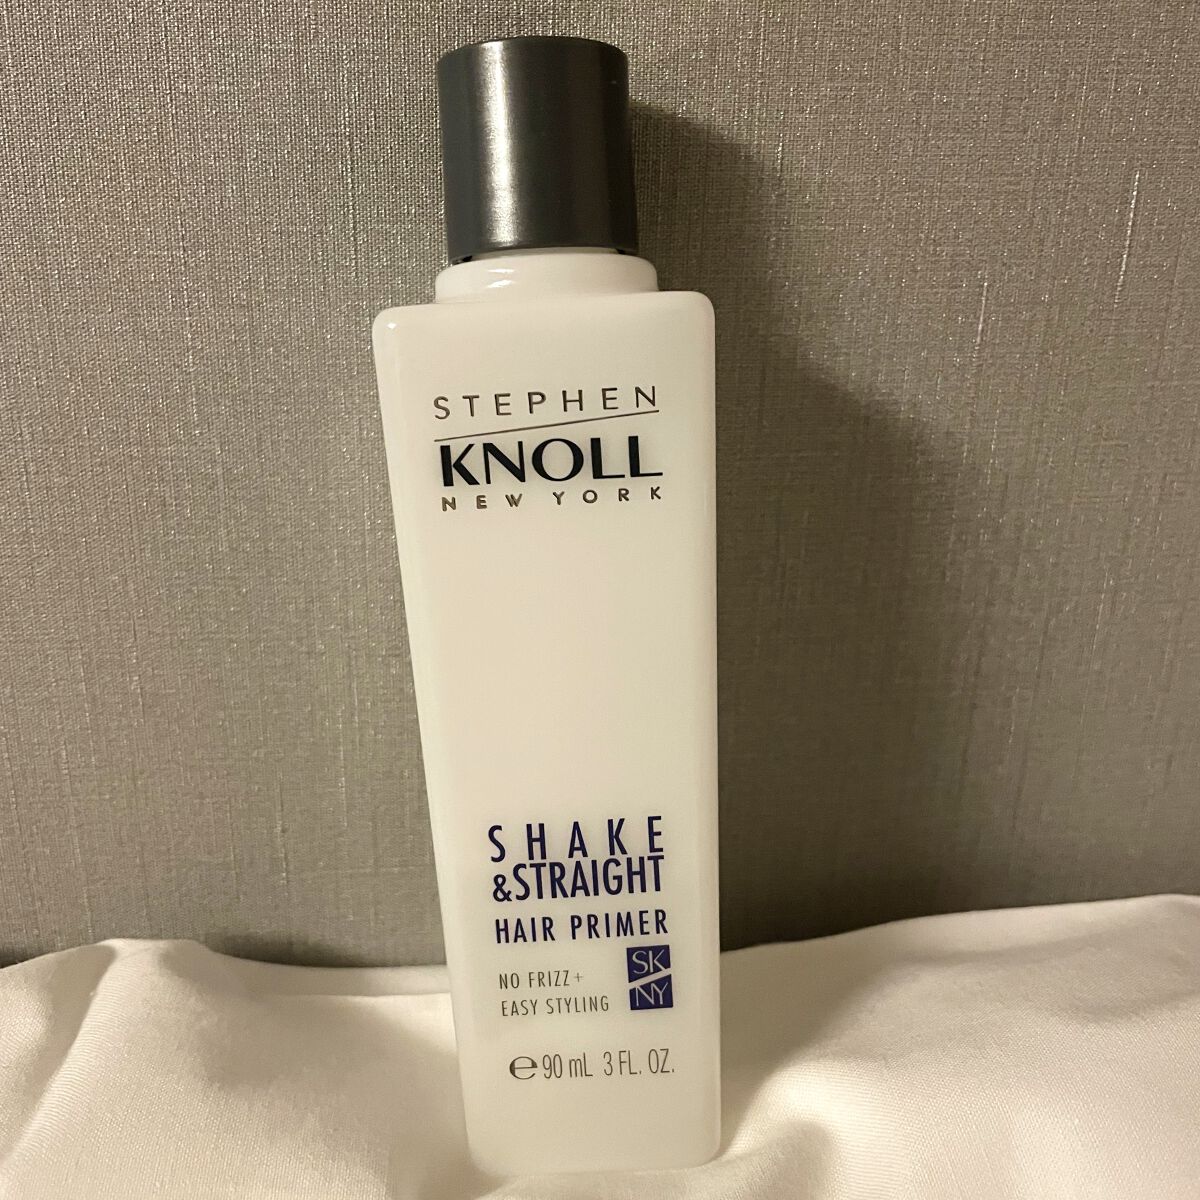 STEPHEN
KNOLL
NEW YORK
SHAKE
&STRAIGHT
HAIR PRIMER
NO FRIZZ+
EASY STYLING
SK
NY
℮ 90 mL 3 FL. OZ.